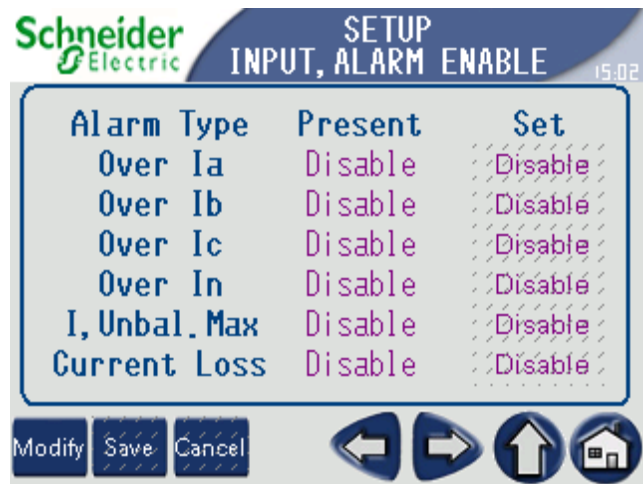 Schneider Electric
SETUP
INPUT, ALARM ENABLE
15:02
Alarm Type Present Set
Over Ia Disable Disable
Over Ib Disable Disable
Over Ic Disable Disable
Over In Disable Disable
I, Unbal. Max Disable Disable
Current Loss Disable Disable
Modify Save Cancel